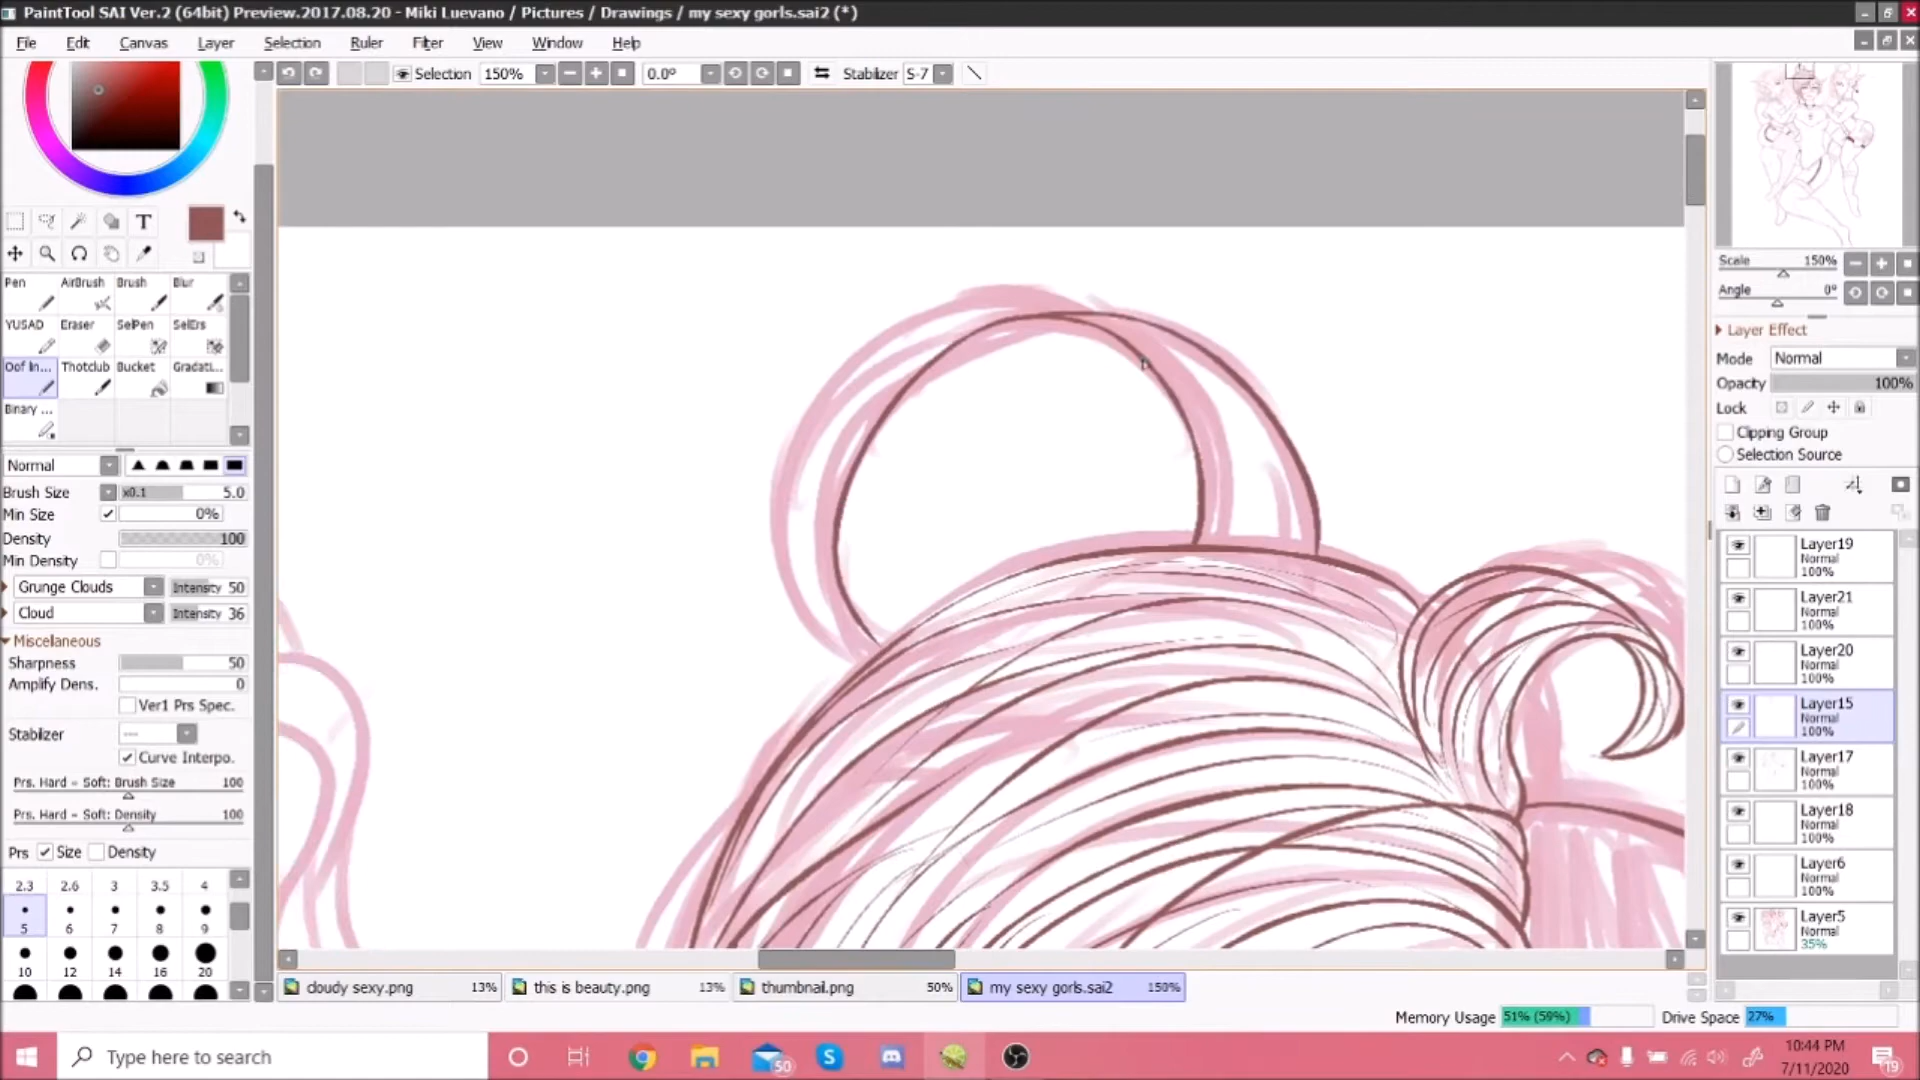 PaintTool SAI Ver.2 (64bit) Preview.2017.08.20 - Miki Luevano / Pictures / Drawings / my sexy gorls.sai2 (*)
File Edit Canvas Layer Selection Ruler Filter View Window Help
Selection 150% 0.0° Stabilizer S-7
T
Pen AirBrush Brush Blur
YUSAD Eraser SelPen SelErs
Oof In... Thotclub Bucket Gradati...
Binary ...
Normal
Brush Size x0.1 5.0
Min Size 0%
Density 100
Min Density 0%
Grunge Clouds Intensity 50
Cloud Intensity 36
Miscelaneous
Sharpness 50
Amplify Dens. 0
Ver1 Prs Spec.
Stabilizer ---
Curve Interpo.
Prs. Hard - Soft: Brush Size 100
Prs. Hard - Soft: Density 100
Prs Size Density
2.3 2.6 3 3.5 4
5 6 7 8 9
10 12 14 16 20
Scale 150%
Angle 0°
Layer Effect
Mode Normal
Opacity 100%
Lock
Clipping Group
Selection Source
Layer19
Normal
100%
Layer21
Normal
100%
Layer20
Normal
100%
Layer15
Normal
100%
Layer17
Normal
100%
Layer18
Normal
100%
Layer6
Normal
100%
Layer5
Normal
35%
cloudy sexy.png 13% this is beauty.png 13% thumbnail.png 50% my sexy gorls.sai2 150%
Memory Usage 51% (59%) Drive Space 27%
Type here to search
50
S
10:44 PM
7/11/2020
19